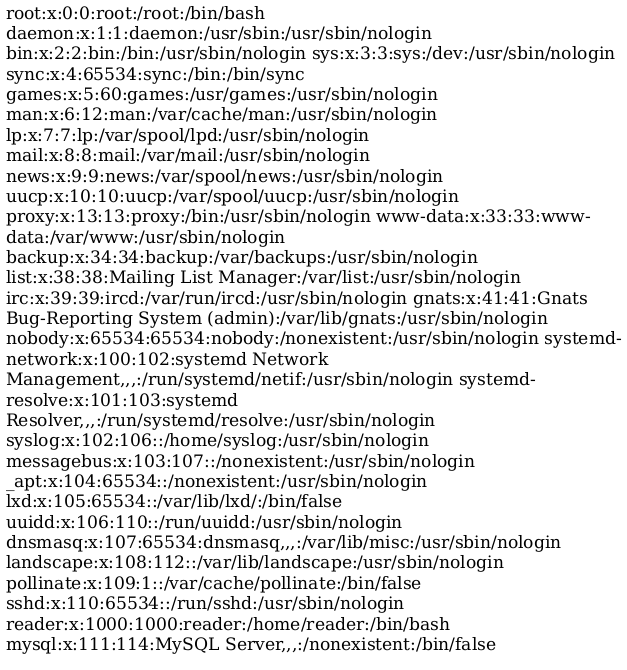 root:x:0:0:root:/root:/bin/bash
daemon:x:1:1:daemon:/usr/sbin:/usr/sbin/nologin
bin:x:2:2:bin:/bin:/usr/sbin/nologin sys:x:3:3:sys:/dev:/usr/sbin/nologin
sync:x:4:65534:sync:/bin:/bin/sync
games:x:5:60:games:/usr/games:/usr/sbin/nologin
man:x:6:12:man:/var/cache/man:/usr/sbin/nologin
lp:x:7:7:lp:/var/spool/lpd:/usr/sbin/nologin
mail:x:8:8:mail:/var/mail:/usr/sbin/nologin
news:x:9:9:news:/var/spool/news:/usr/sbin/nologin
uucp:x:10:10:uucp:/var/spool/uucp:/usr/sbin/nologin
proxy:x:13:13:proxy:/bin:/usr/sbin/nologin www-data:x:33:33:www-
data:/var/www:/usr/sbin/nologin
backup:x:34:34:backup:/var/backups:/usr/sbin/nologin
list:x:38:38:Mailing List Manager:/var/list:/usr/sbin/nologin
irc:x:39:39:ircd:/var/run/ircd:/usr/sbin/nologin gnats:x:41:41:Gnats
Bug-Reporting System (admin):/var/lib/gnats:/usr/sbin/nologin
nobody:x:65534:65534:nobody:/nonexistent:/usr/sbin/nologin systemd-
network:x:100:102:systemd Network
Management,,,:/run/systemd/netif:/usr/sbin/nologin systemd-
resolve:x:101:103:systemd
Resolver,,,:/run/systemd/resolve:/usr/sbin/nologin
syslog:x:102:106::/home/syslog:/usr/sbin/nologin
messagebus:x:103:107::/nonexistent:/usr/sbin/nologin
_apt:x:104:65534::/nonexistent:/usr/sbin/nologin
lxd:x:105:65534::/var/lib/lxd/:/bin/false
uuidd:x:106:110::/run/uuidd:/usr/sbin/nologin
dnsmasq:x:107:65534:dnsmasq,,,:/var/lib/misc:/usr/sbin/nologin
landscape:x:108:112::/var/lib/landscape:/usr/sbin/nologin
pollinate:x:109:1::/var/cache/pollinate:/bin/false
sshd:x:110:65534::/run/sshd:/usr/sbin/nologin
reader:x:1000:1000:reader:/home/reader:/bin/bash
mysql:x:111:114:MySQL Server,,,:/nonexistent:/bin/false